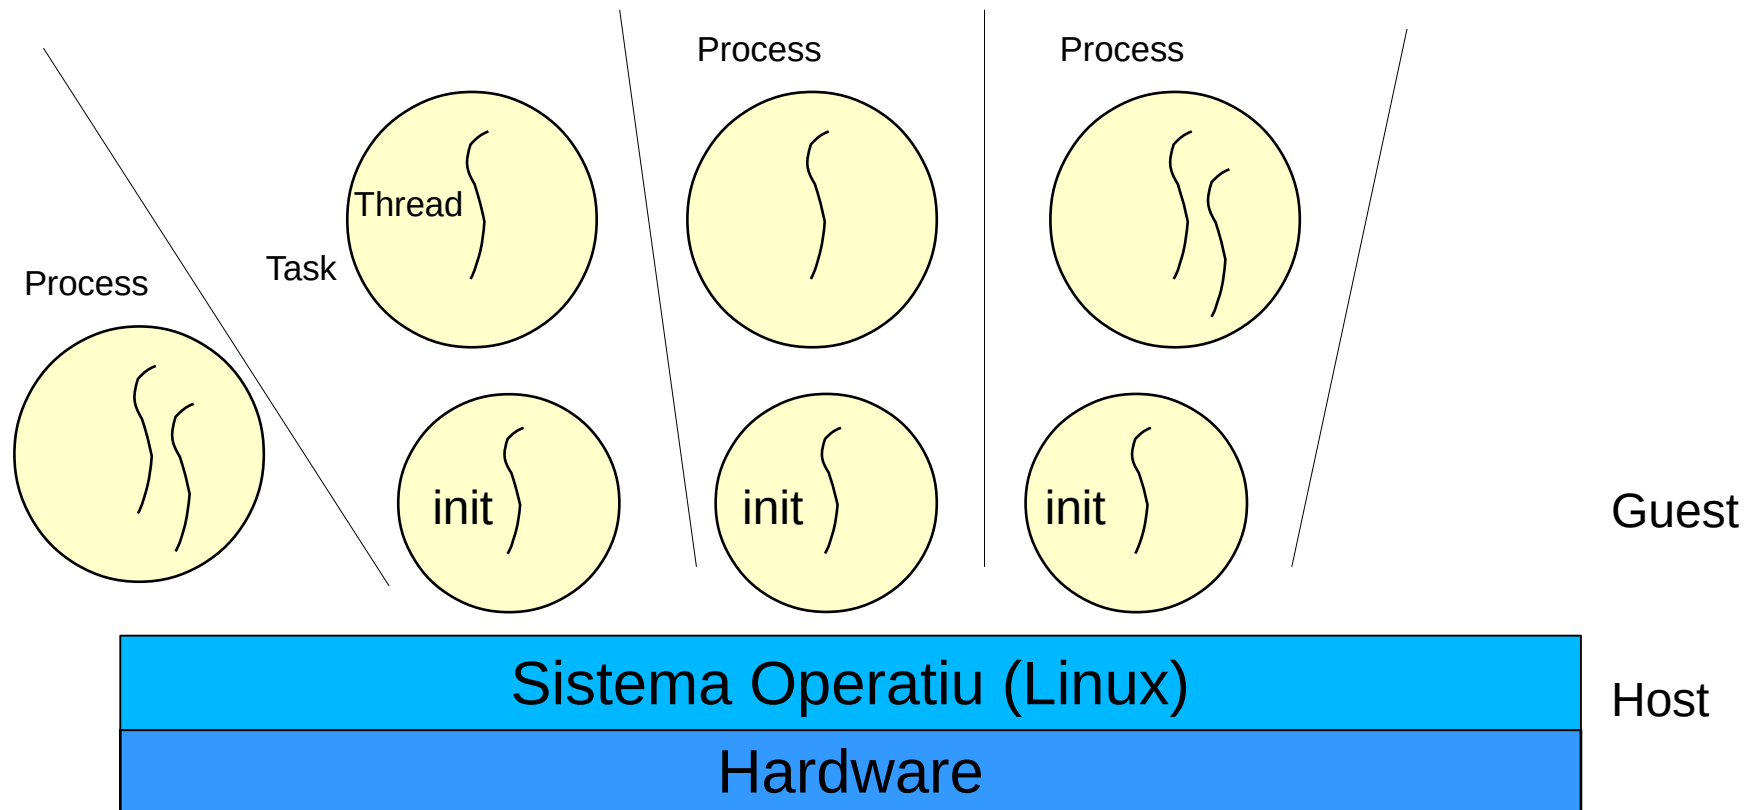 Process
Process
Thread
Task
Process
init
init
init
Guest
Sistema Operatiu (Linux)
Host
Hardware